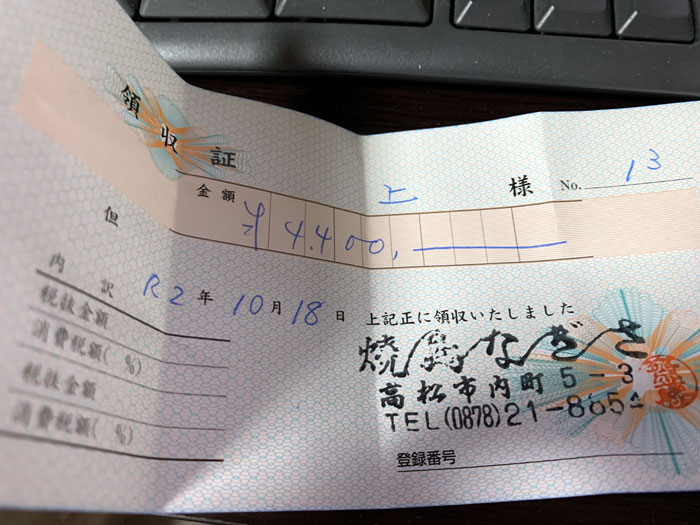 領収証
No. 13
上 様
金額 ¥4,400,
但
R2年10月18日
上記正に領収いたしました
内訳
税抜金額
消費税額( %)
税抜金額
消費税額( %)
焼鳥なぎさ
高松市内町5-3
TEL(0878)21-865
登録番号